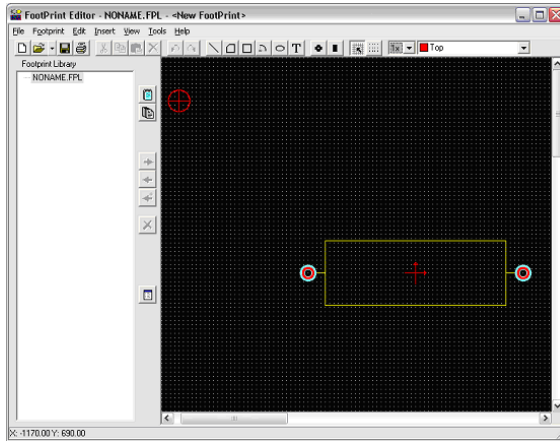 FootPrint Editor - NONAME.FPL - <New FootPrint>
File Footprint Edit Insert View Tools Help
T Tx Top
Footprint Library
NONAME.FPL
X: -1170.00 Y: 690.00